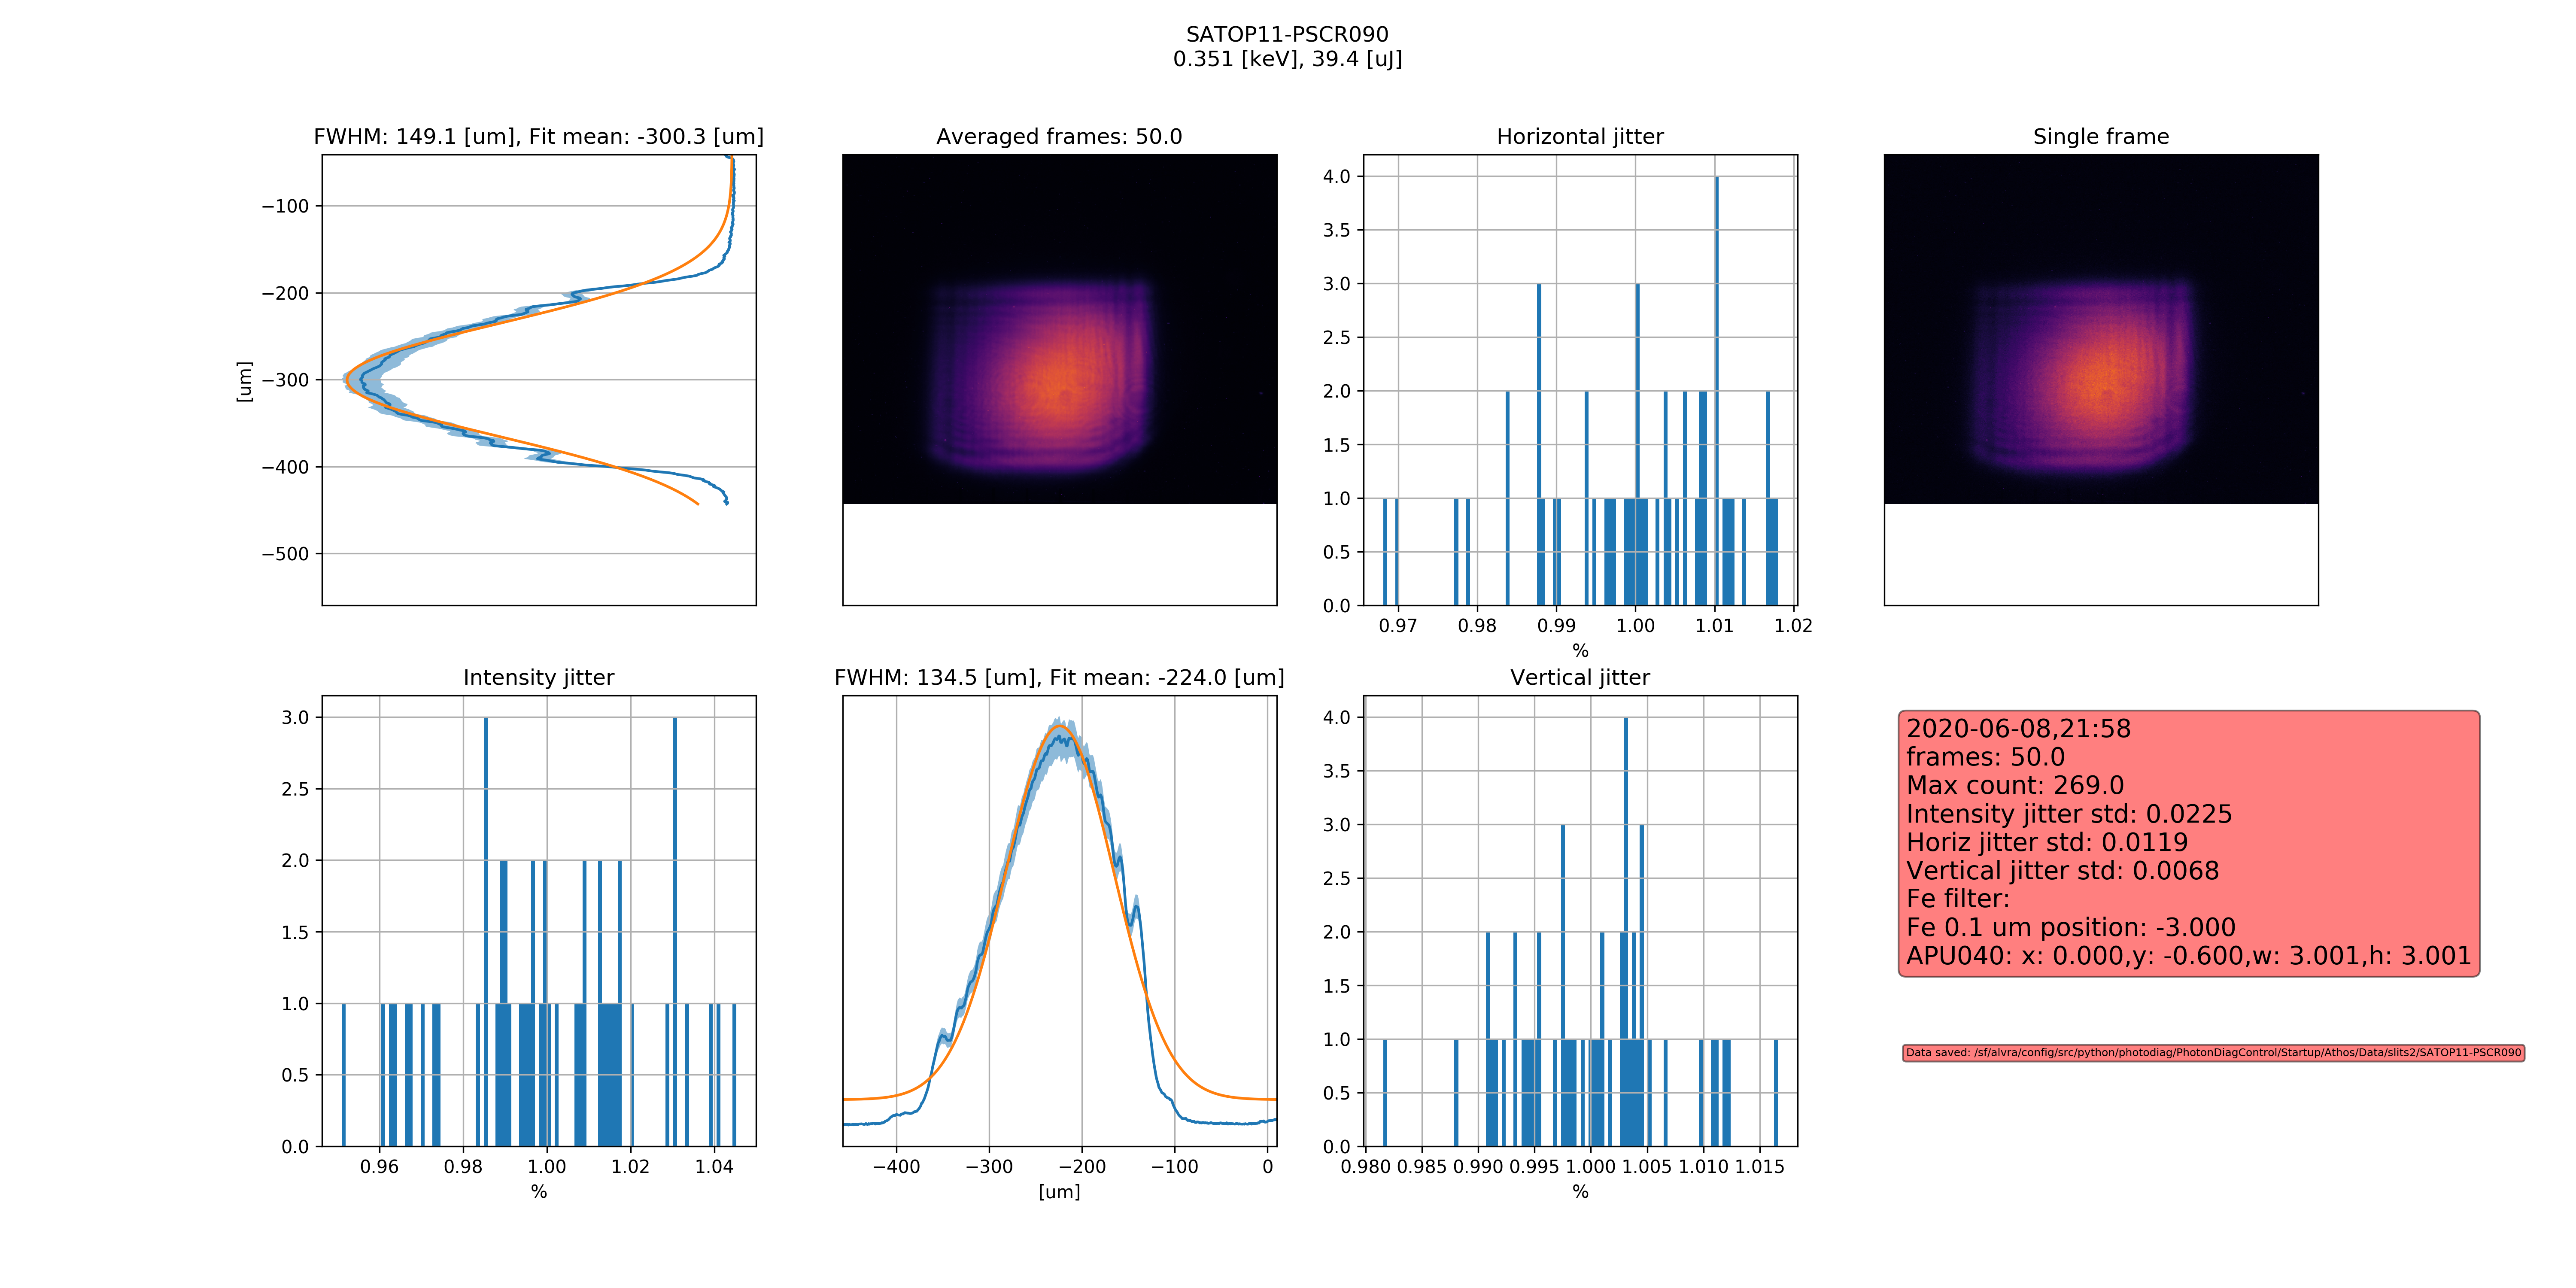 SATOP11-PSCR090
0.351 [keV], 39.4 [uJ]
FWHM: 149.1 [um], Fit mean: -300.3 [um]
−100
−200
−300
−400
−500
[um]
Averaged frames: 50.0
Horizontal jitter
4.0
3.5
3.0
2.5
2.0
1.5
1.0
0.5
0.0
0.97 0.98 0.99 1.00 1.01 1.02
%
Single frame
Intensity jitter
3.0
2.5
2.0
1.5
1.0
0.5
0.0
0.96 0.98 1.00 1.02 1.04
%
FWHM: 134.5 [um], Fit mean: -224.0 [um]
−400 −300 −200 −100 0
[um]
Vertical jitter
4.0
3.5
3.0
2.5
2.0
1.5
1.0
0.5
0.0
0.980 0.985 0.990 0.995 1.000 1.005 1.010 1.015
%
2020-06-08,21:58
frames: 50.0
Max count: 269.0
Intensity jitter std: 0.0225
Horiz jitter std: 0.0119
Vertical jitter std: 0.0068
Fe filter:
Fe 0.1 um position: -3.000
APU040: x: 0.000,y: -0.600,w: 3.001,h: 3.001
Data saved: /sf/alvra/config/src/python/photodiag/PhotonDiagControl/Startup/Athos/Data/slits2/SATOP11-PSCR090